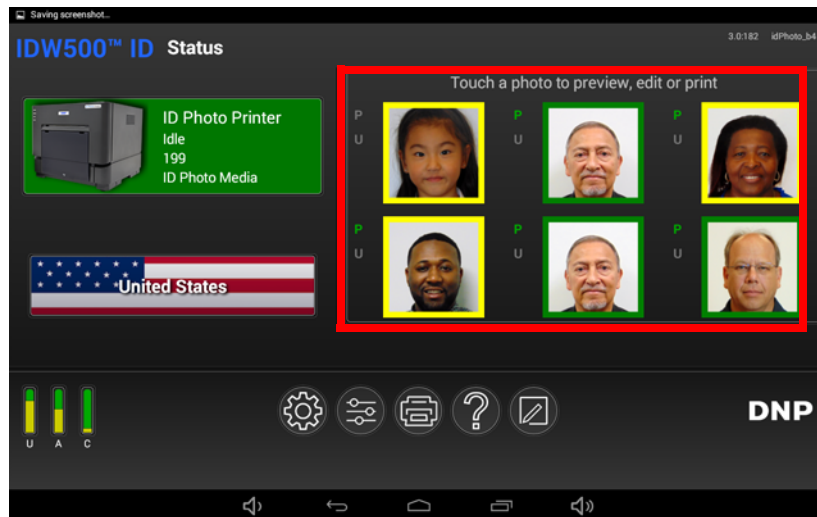 Saving screenshot...
IDW500™ ID Status
3.0:182 idPhoto_b4
Touch a photo to preview, edit or print
ID Photo Printer
Idle
199
ID Photo Media
P
U
P
U
P
U
P
U
P
U
P
U
United States
U A C
DNP